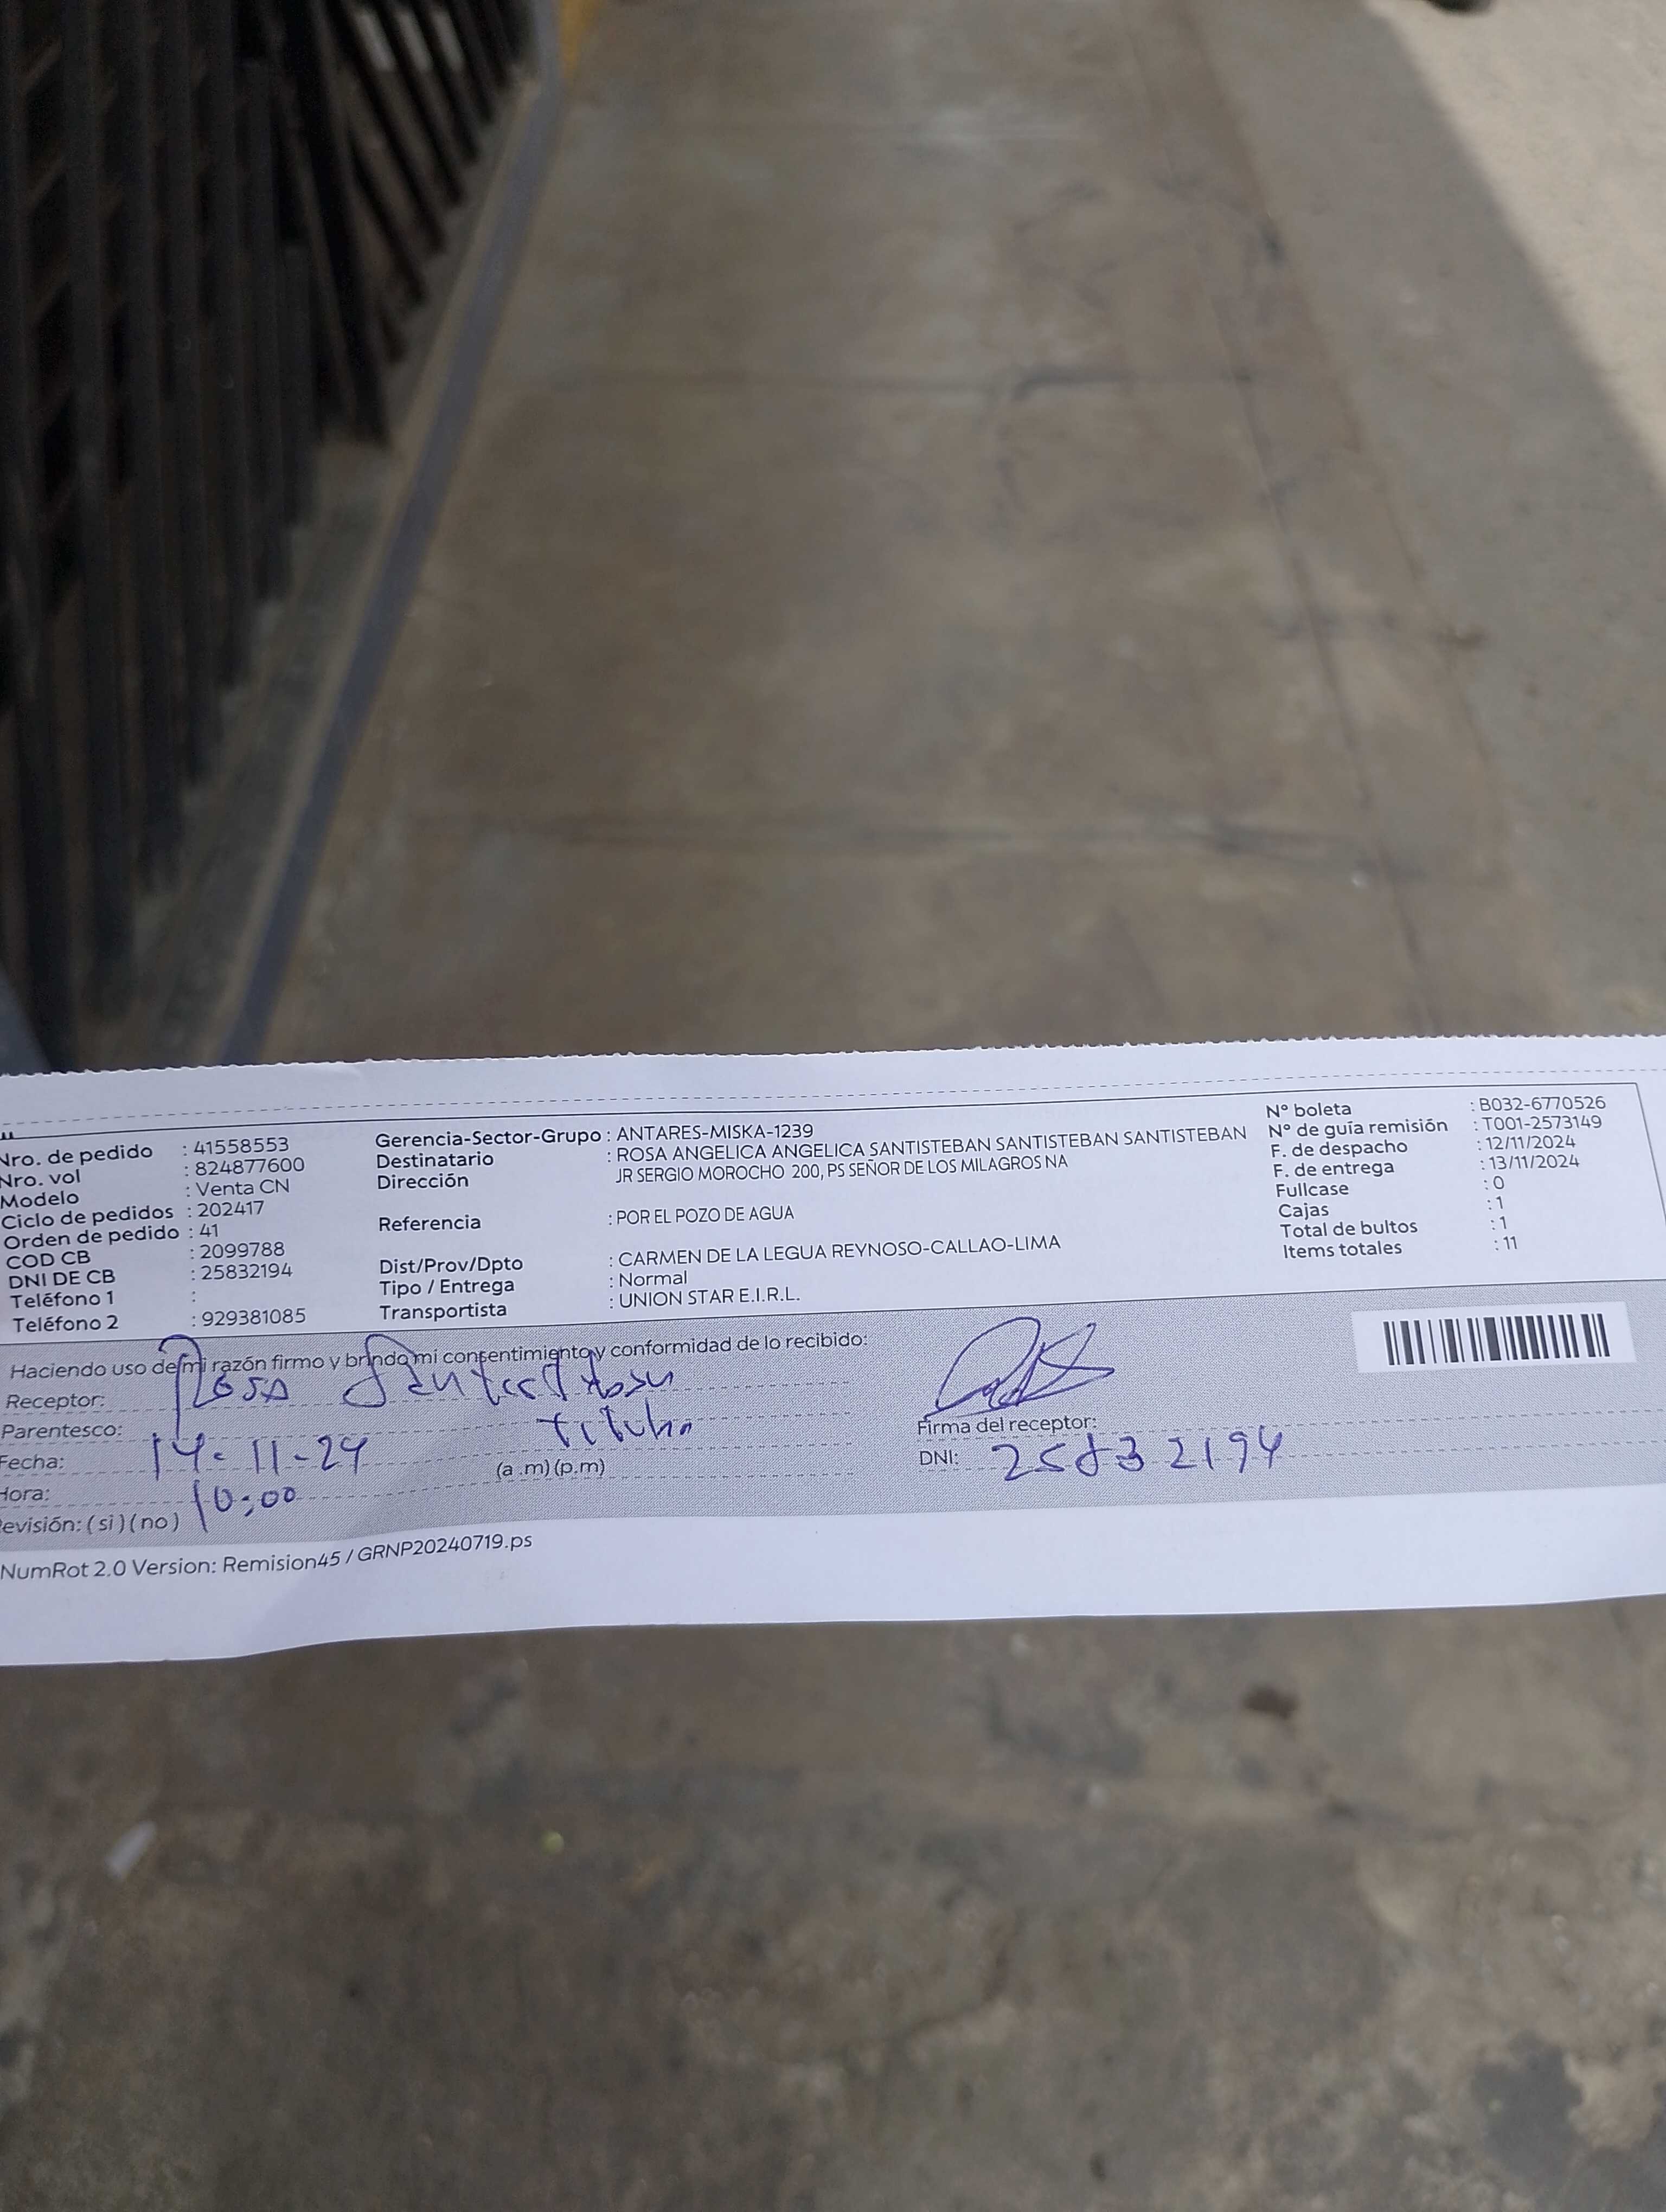 Nro. de pedido : 41558553
Nro. vol : 824877600
Modelo : Venta CN
Ciclo de pedidos : 202417
Orden de pedido : 41
COD CB : 2099788
DNI DE CB : 25832194
Teléfono 1 :
Teléfono 2 : 929381085
Gerencia-Sector-Grupo : ANTARES-MISKA-1239
Destinatario : ROSA ANGELICA ANGELICA SANTISTEBAN SANTISTEBAN SANTISTEBAN
Dirección JR SERGIO MOROCHO 200, PS SEÑOR DE LOS MILAGROS NA
Referencia : POR EL POZO DE AGUA
Dist/Prov/Dpto : CARMEN DE LA LEGUA REYNOSO-CALLAO-LIMA
Tipo / Entrega : Normal
Transportista : UNION STAR E.I.R.L.
N° boleta : B032-6770526
N° de guía remisión : T001-2573149
F. de despacho : 12/11/2024
F. de entrega : 13/11/2024
Fullcase : 0
Cajas : 1
Total de bultos : 1
Items totales : 11
Haciendo uso de mi razón firmo y brindo mi consentimiento y conformidad de lo recibido:
Receptor: Rosa
Parentesco:
Fecha: 14-11-24
Hora: 10:00 (a.m)(p.m)
evisión: (si)(no)
Firma del receptor:
DNI: 25832194
NumRot 2.0 Version: Remision45 / GRNP20240719.ps